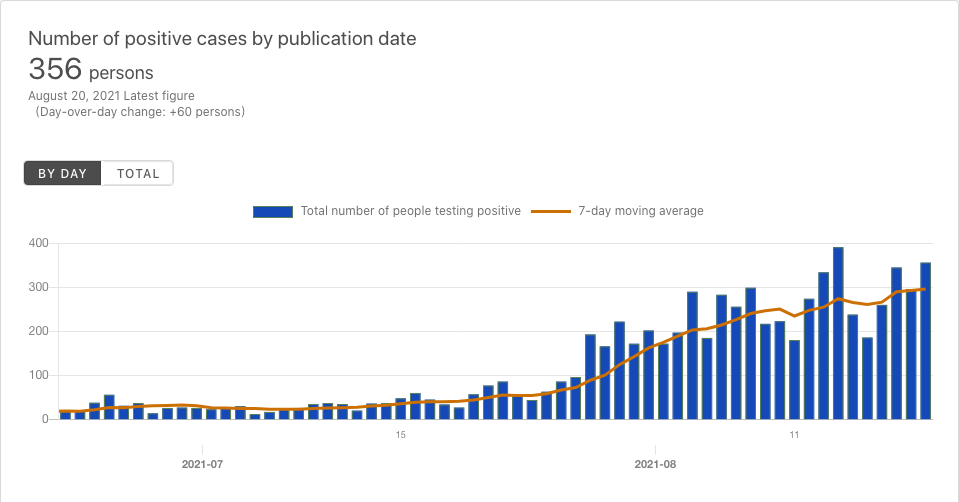 Number of positive cases by publication date
356 persons
August 20, 2021 Latest figure
(Day-over-day change: +60 persons)
BY DAY TOTAL
Total number of people testing positive 7-day moving average
400
300
200
100
0
15 11
2021-07 2021-08